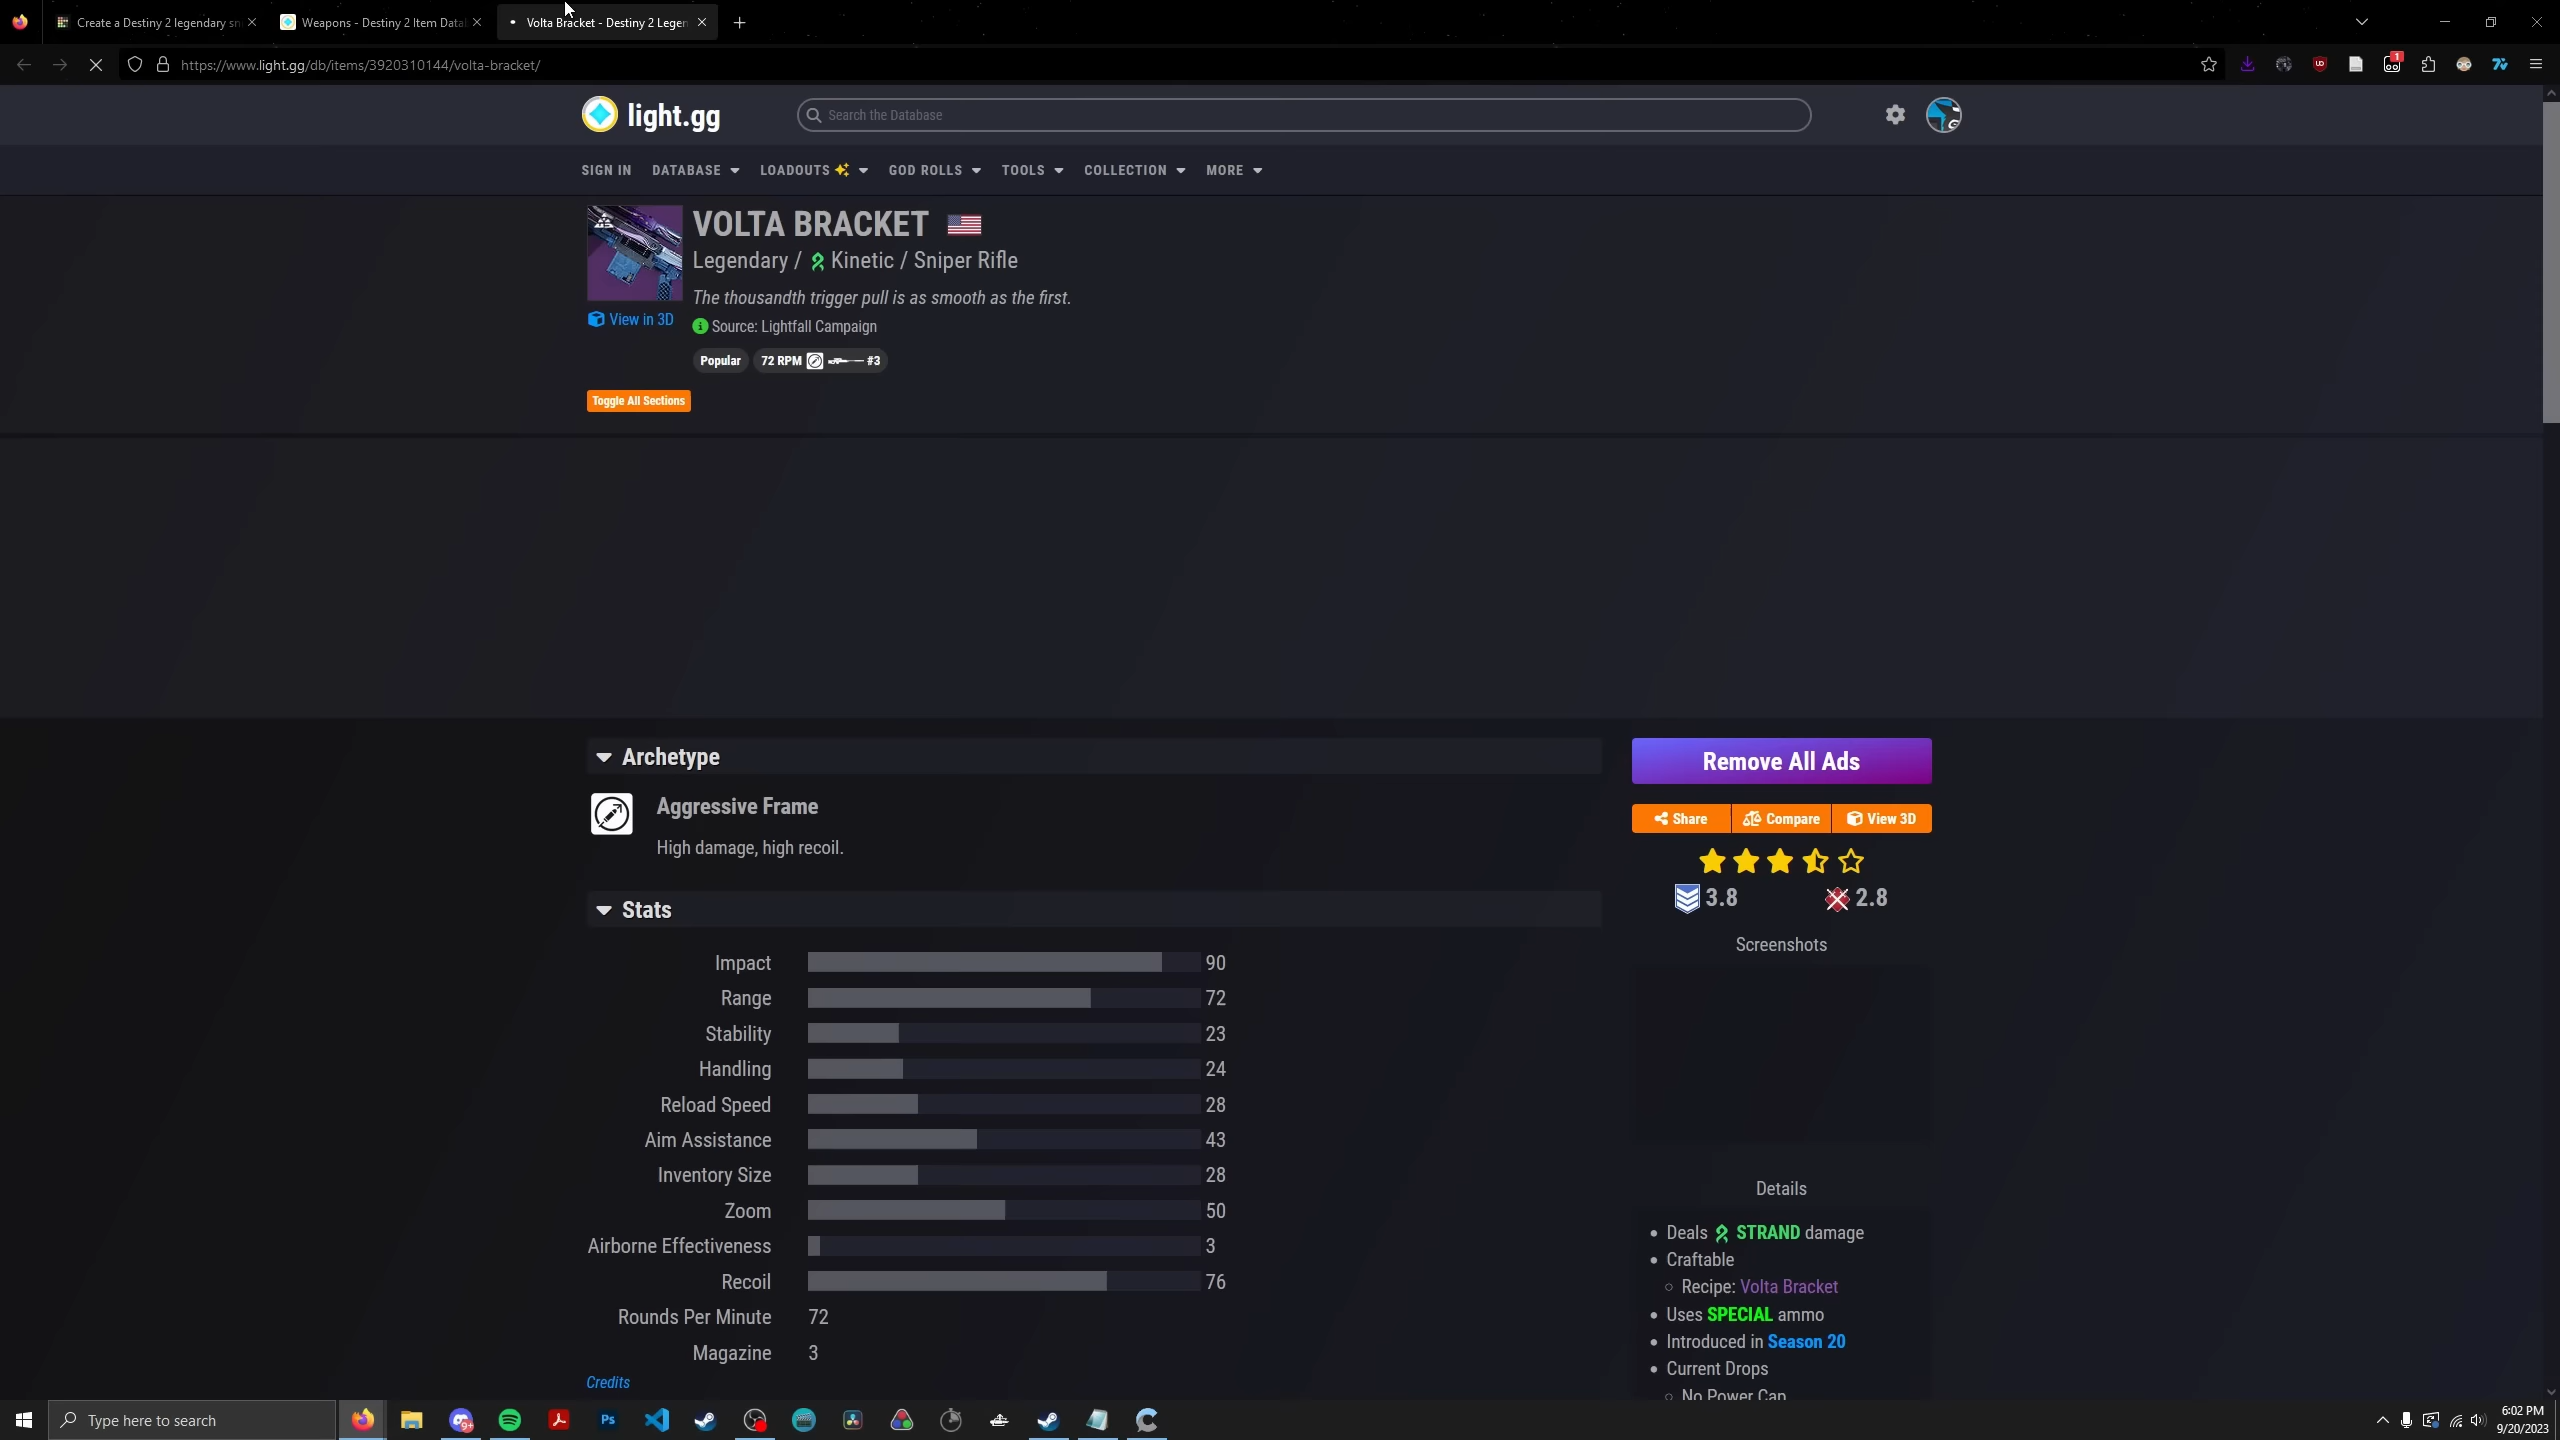 Create a Destiny 2 legendary sn
Weapons - Destiny 2 Item Data
Volta Bracket - Destiny 2 Legen
https://www.light.gg/db/items/3920310144/volta-bracket/
1
light.gg
Search the Database
SIGN IN
DATABASE
LOADOUTS
GOD ROLLS
TOOLS
COLLECTION
MORE
VOLTA BRACKET
Legendary / Kinetic / Sniper Rifle
The thousandth trigger pull is as smooth as the first.
View in 3D
Source: Lightfall Campaign
Popular
72 RPM #3
Toggle All Sections
Archetype
Aggressive Frame
High damage, high recoil.
Stats
Impact 90
Range 72
Stability 23
Handling 24
Reload Speed 28
Aim Assistance 43
Inventory Size 28
Zoom 50
Airborne Effectiveness 3
Recoil 76
Rounds Per Minute 72
Magazine 3
Credits
Remove All Ads
Share
Compare
View 3D
3.8
2.8
Screenshots
Details
Deals STRAND damage
Craftable
Recipe: Volta Bracket
Uses SPECIAL ammo
Introduced in Season 20
Current Drops
No Power Cap
Type here to search
Ps
6:02 PM
9/20/2023